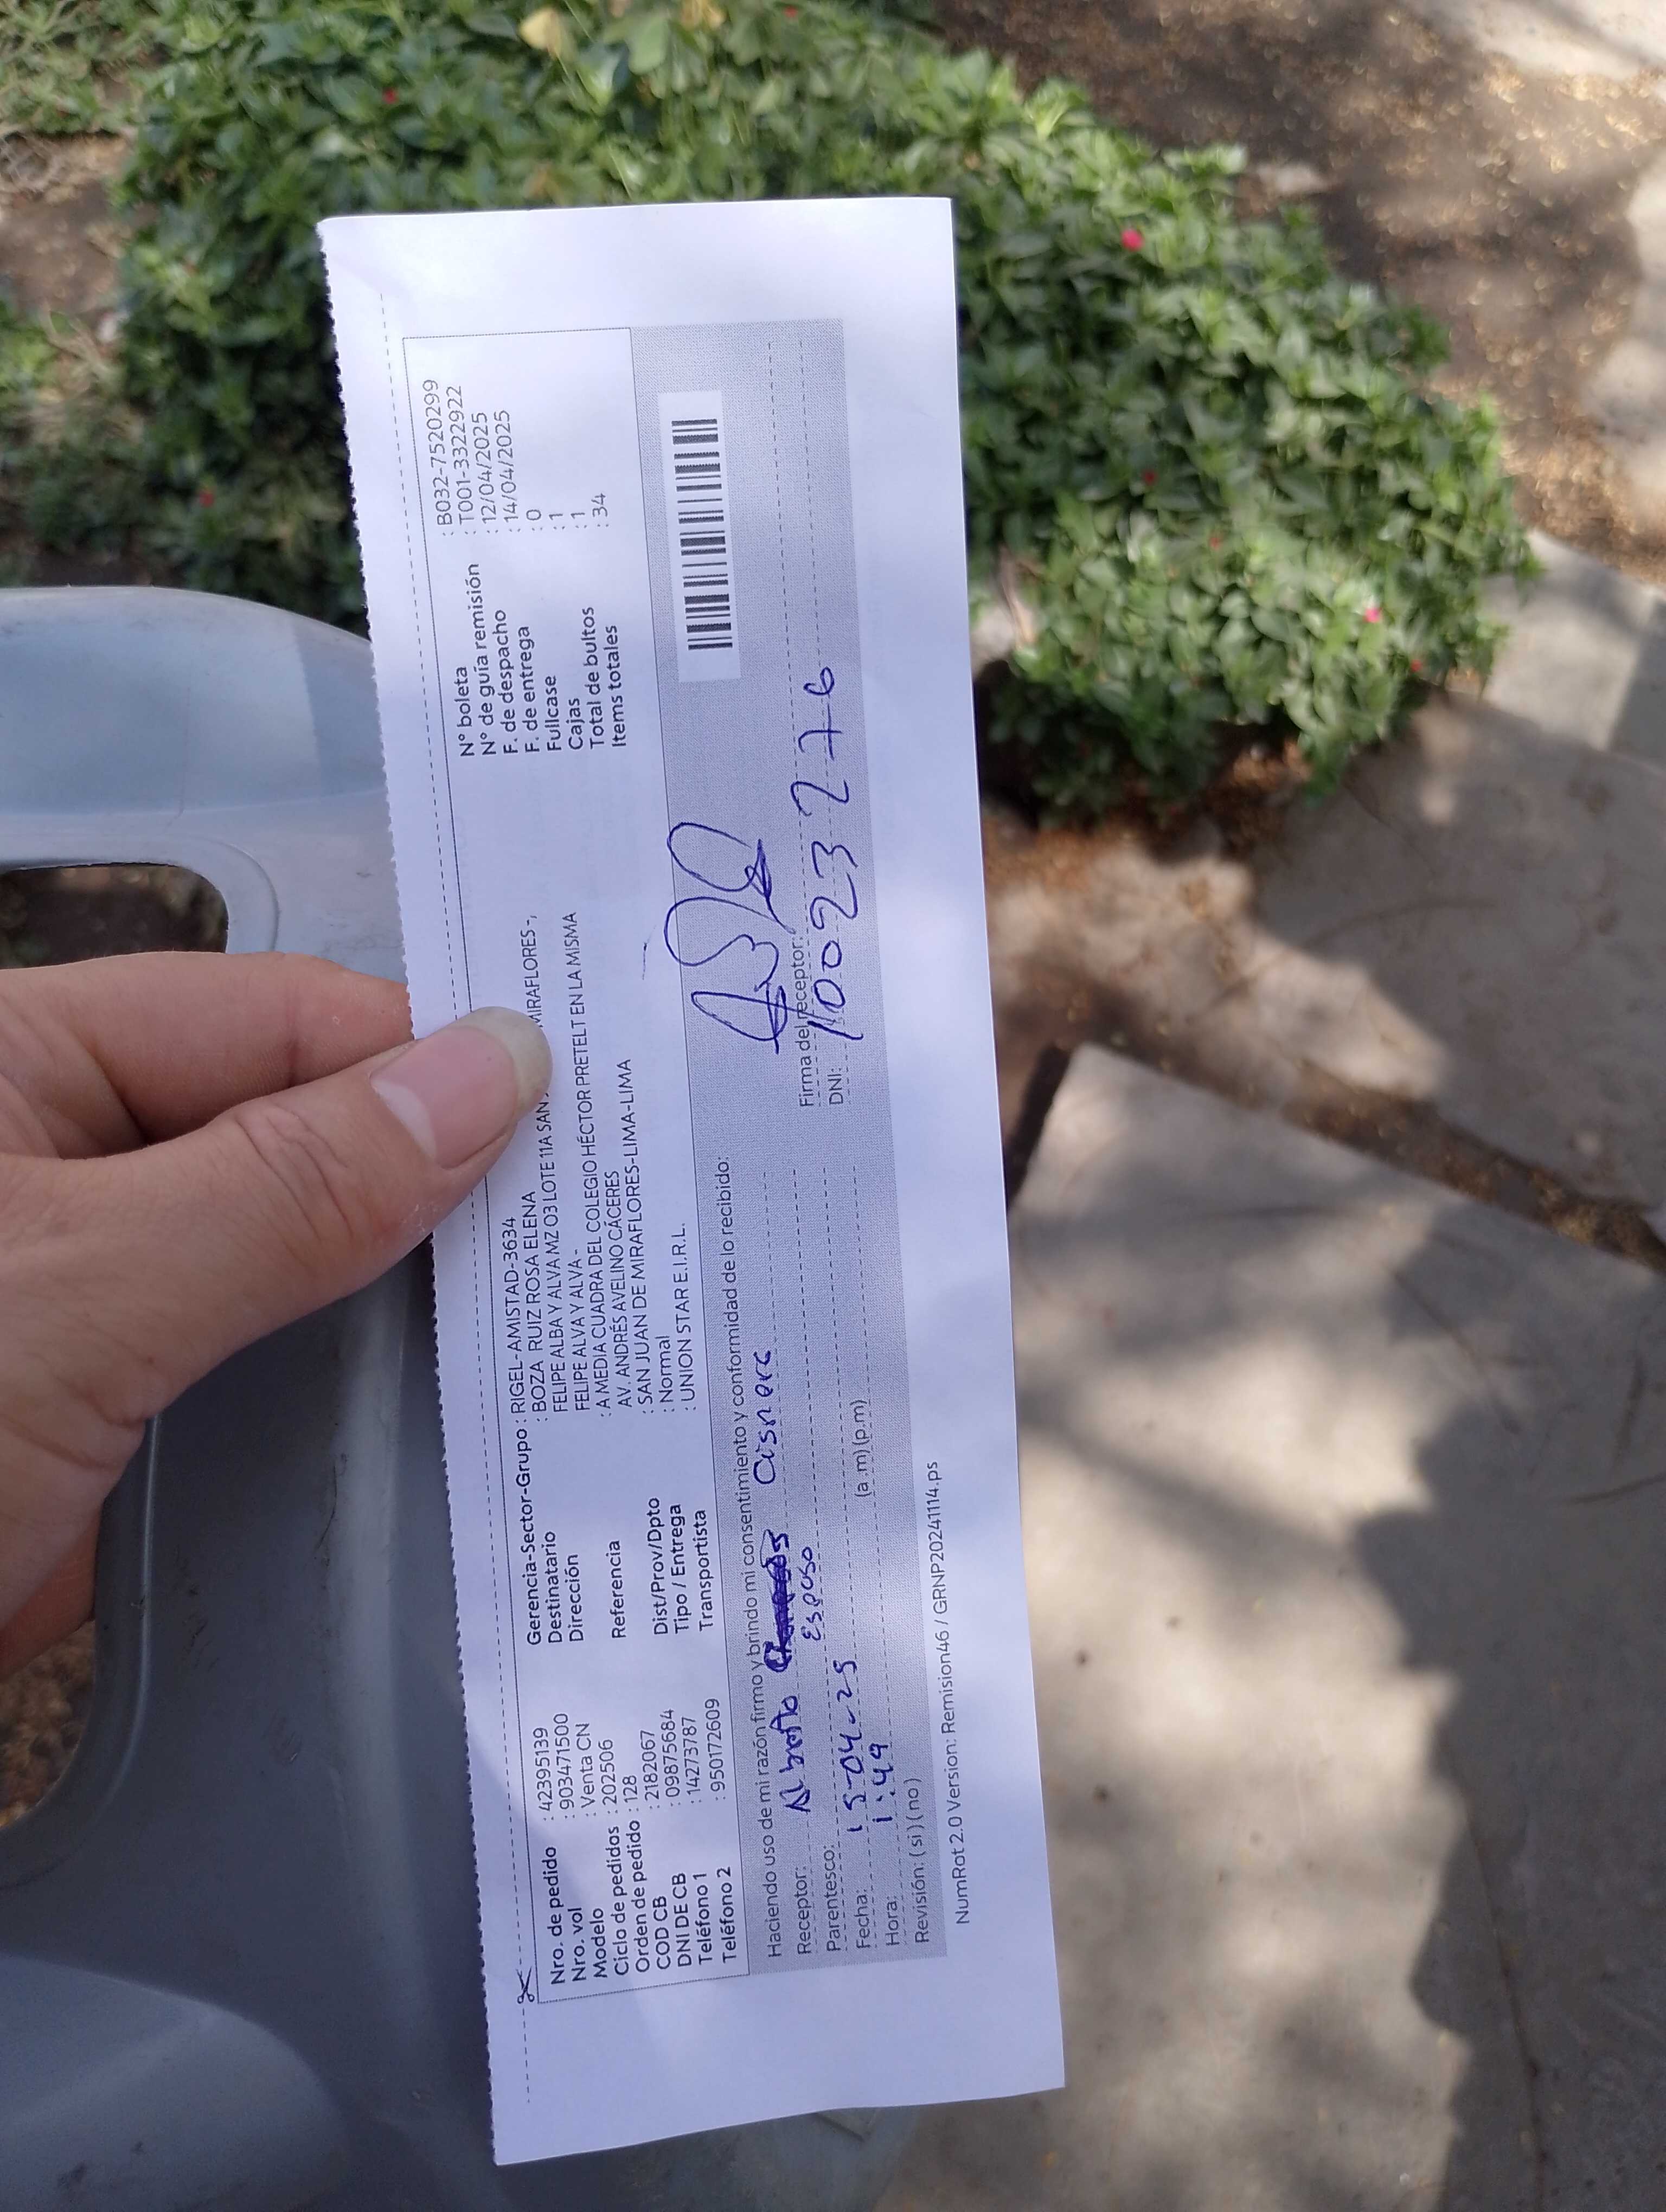 Nro. de pedido : 42395139
Nro. vol : 903471500
Modelo : Venta CN
Ciclo de pedidos : 202506
Orden de pedido : 128
COD CB : 2182067
DNI DE CB : 09875684
Teléfono 1 : 14273787
Teléfono 2 : 950172609
Gerencia-Sector-Grupo : RIGEL-AMISTAD-3634
Destinatario : BOZA RUIZ ROSA ELENA
Dirección FELIPE ALBA Y ALVA MZ 03 LOTE 11A SAN MIRAFLORES -,
FELIPE ALVA Y ALVA -
Referencia : A MEDIA CUADRA DEL COLEGIO HÉCTOR PRETELT EN LA MISMA
AV. ANDRÉS AVELINO CÁCERES
Dist/Prov/Dpto : SAN JUAN DE MIRAFLORES-LIMA-LIMA
Tipo / Entrega : Normal
Transportista : UNION STAR E.I.R.L.
N° boleta : B032-7520299
N° de guía remisión : T001-3322922
F. de despacho : 12/04/2025
F. de entrega : 14/04/2025
Fullcase : 0
Cajas : 1
Total de bultos : 1
Items totales : 34
Haciendo uso de mi razón firmo y brindo mi consentimiento y conformidad de lo recibido:
Receptor: Alberto
Parentesco: Esposo
Fecha: 15-04-25
Hora: 1:49 (a.m) (p.m)
Revisión: ( si ) ( no )
Firma del receptor:
DNI: 10023276
NumRot 2.0 Version: Remision46 / GRNP20241114.ps